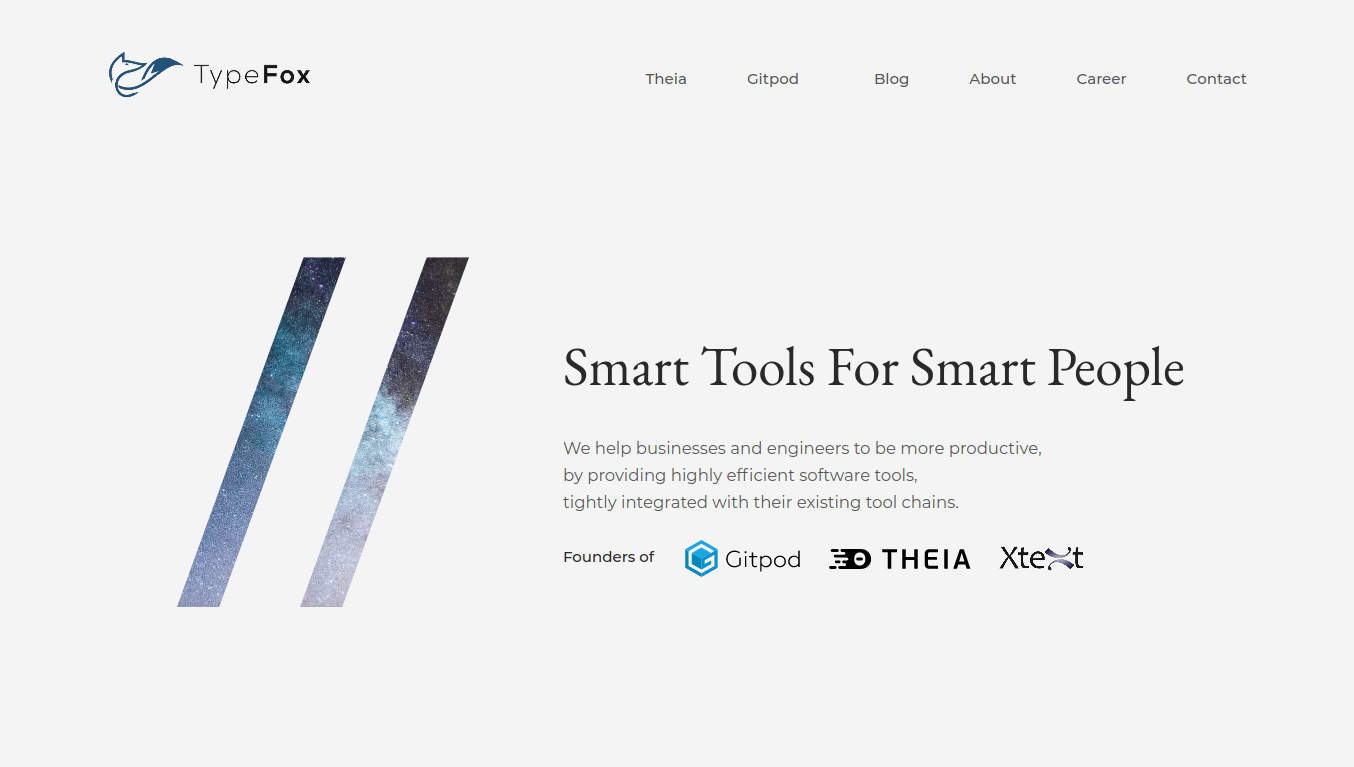 TypeFox
Theia Gitpod Blog About Career Contact
Smart Tools For Smart People
We help businesses and engineers to be more productive,
by providing highly efficient software tools,
tightly integrated with their existing tool chains.
Founders of Gitpod THEIA Xtext